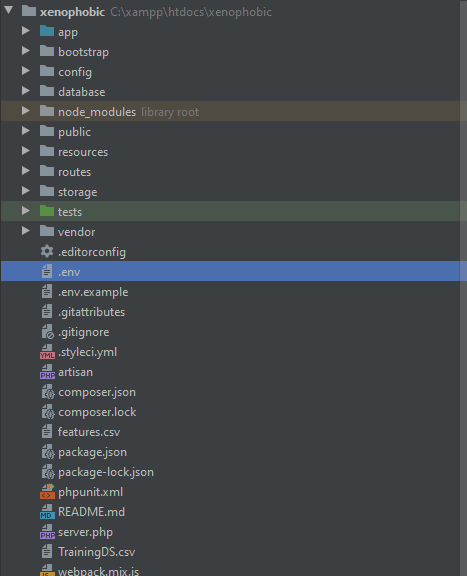 xenophobic C:\xampp\htdocs\xenophobic
app
bootstrap
config
database
node_modules library root
public
resources
routes
storage
tests
vendor
.editorconfig
.env
.env.example
.gitattributes
.gitignore
.styleci.yml
artisan
composer.json
composer.lock
features.csv
package.json
package-lock.json
phpunit.xml
README.md
server.php
TrainingDS.csv
webpack.mix.js